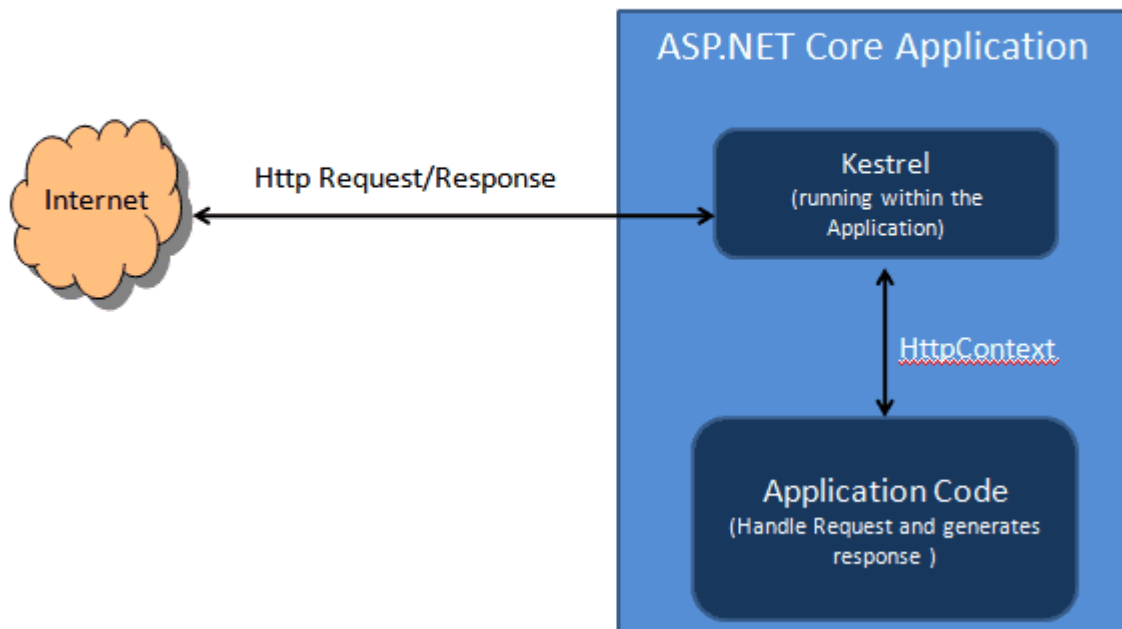 ASP.NET Core Application
Internet
Http Request/Response
Kestrel
(running within the
Application)
HttpContext
Application Code
(Handle Request and generates
response )